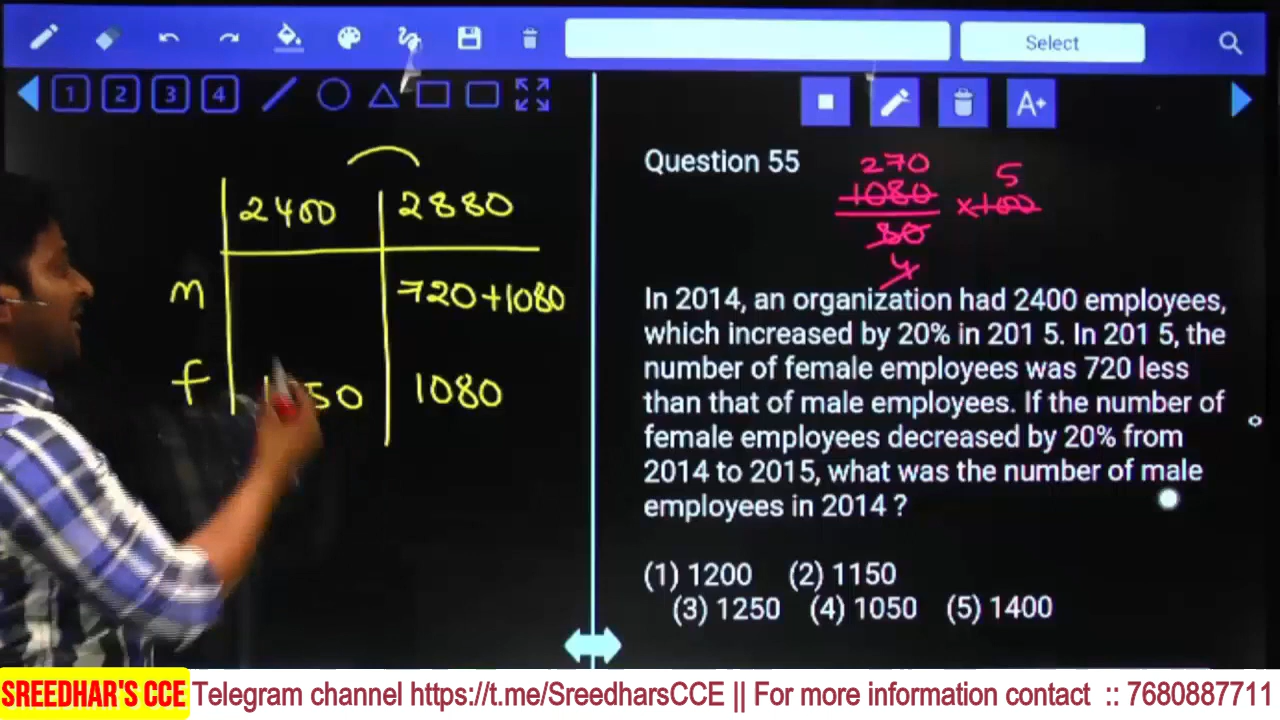 Select
1 2 3 4
A+
2400 2880
m 720+1080
f 1080
Question 55
270
1080 5
80 ×100
4
In 2014, an organization had 2400 employees,
which increased by 20% in 201 5. In 201 5, the
number of female employees was 720 less
than that of male employees. If the number of
female employees decreased by 20% from
2014 to 2015, what was the number of male
employees in 2014 ?
(1) 1200 (2) 1150
(3) 1250 (4) 1050 (5) 1400
SREEDHAR'S CCE Telegram channel https://t.me/SreedharsCCE || For more information contact :: 7680887711